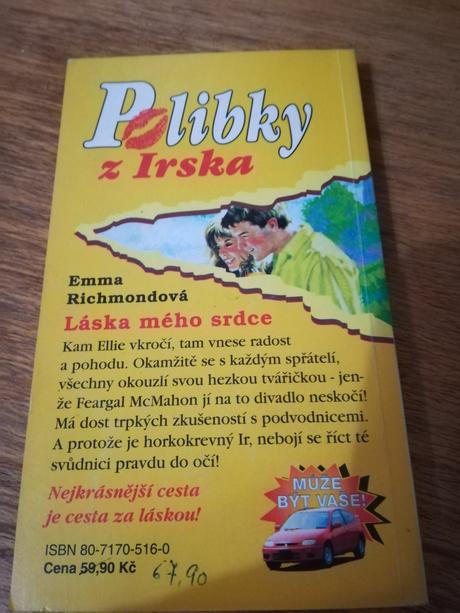 Polibky
z Irska
Emma
Richmondová
Láska mého srdce
Kam Ellie vkročí, tam vnese radost
a pohodu. Okamžitě se s každým spřátelí,
všechny okouzlí svou hezkou tvářičkou - jen-
že Feargal McMahon jí na to divadlo neskočí!
Má dost trpkých zkušeností s podvodnicemi.
A protože je horkokrevný Ir, nebojí se říct té
svůdnici pravdu do očí!
Nejkrásnější cesta
je cesta za láskou!
MŮŽE
BÝT VAŠE!
ISBN 80-7170-516-0
Cena 59,90 Kč 67,90